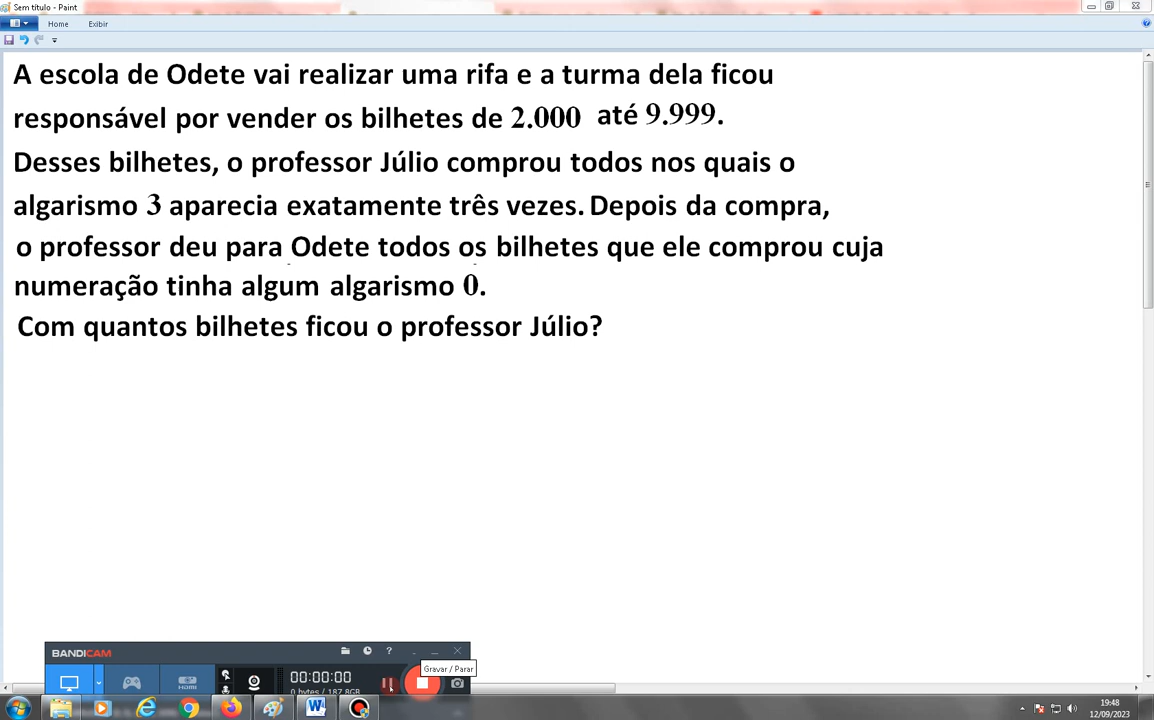 Sem título - Paint
Home Exibir
A escola de Odete vai realizar uma rifa e a turma dela ficou
responsável por vender os bilhetes de 2.000 até 9.999.
Desses bilhetes, o professor Júlio comprou todos nos quais o
algarismo 3 aparecia exatamente três vezes. Depois da compra,
o professor deu para Odete todos os bilhetes que ele comprou cuja
numeração tinha algum algarismo 0.
Com quantos bilhetes ficou o professor Júlio?
BANDICAM
Gravar / Parar
HDMI
00:00:00
0 bytes / 187,8GB
19:48
12/09/2023